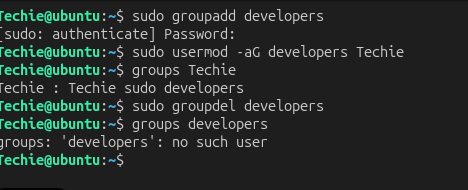 Techie@ubuntu:~$ sudo groupadd developers
[sudo: authenticate] Password:
Techie@ubuntu:~$ sudo usermod -aG developers Techie
Techie@ubuntu:~$ groups Techie
Techie : Techie sudo developers
Techie@ubuntu:~$ sudo groupdel developers
Techie@ubuntu:~$ groups developers
groups: 'developers': no such user
Techie@ubuntu:~$